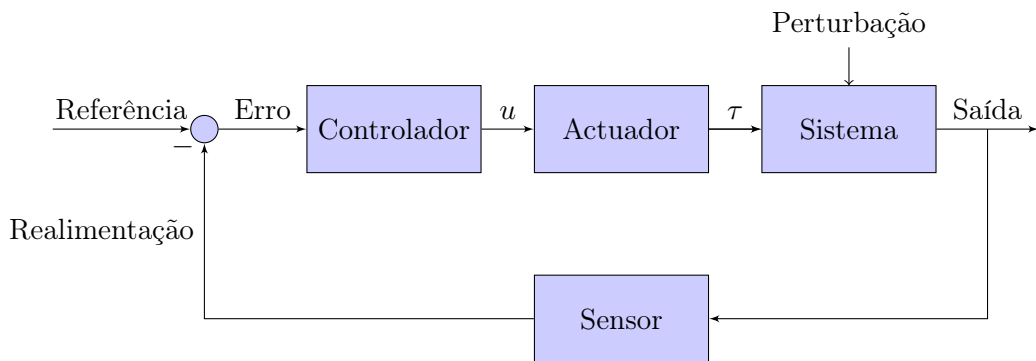 Perturbação
Referência
Erro
Controlador
u
Actuador
τ
Sistema
Saída
−
Realimentação
Sensor